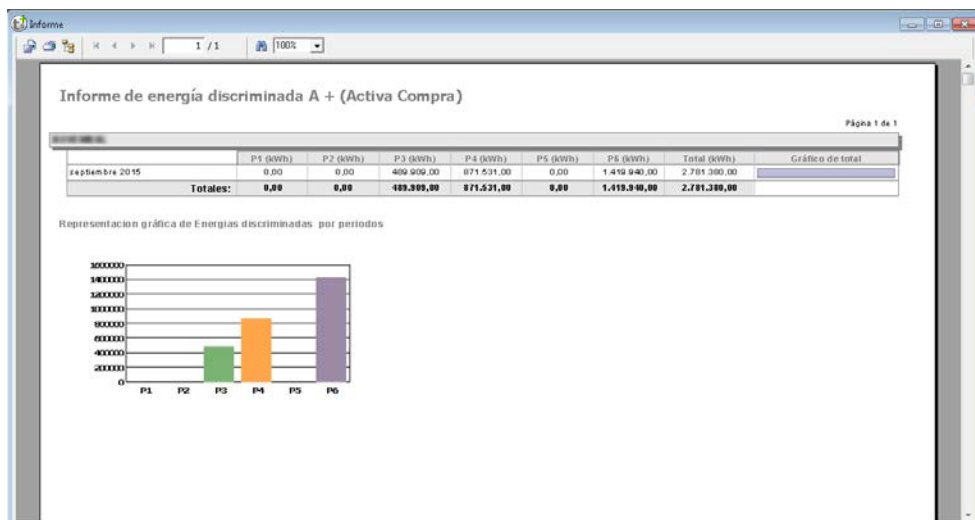 Informe
1 / 1 100%
Informe de energía discriminada A + (Activa Compra)
Página 1 de 1
P1 (kWh) P2 (kWh) P3 (kWh) P4 (kWh) P5 (kWh) P6 (kWh) Total (kWh) Gráfico de total
septiembre 2015 0,00 0,00 489.909,00 871.531,00 0,00 1.419.940,00 2.781.380,00
Totales: 0,00 0,00 489.909,00 871.531,00 0,00 1.419.940,00 2.781.380,00
Representacion gráfica de Energias discriminadas por periodos
1600000
1400000
1200000
1000000
800000
600000
400000
200000
0
P1 P2 P3 P4 P5 P6